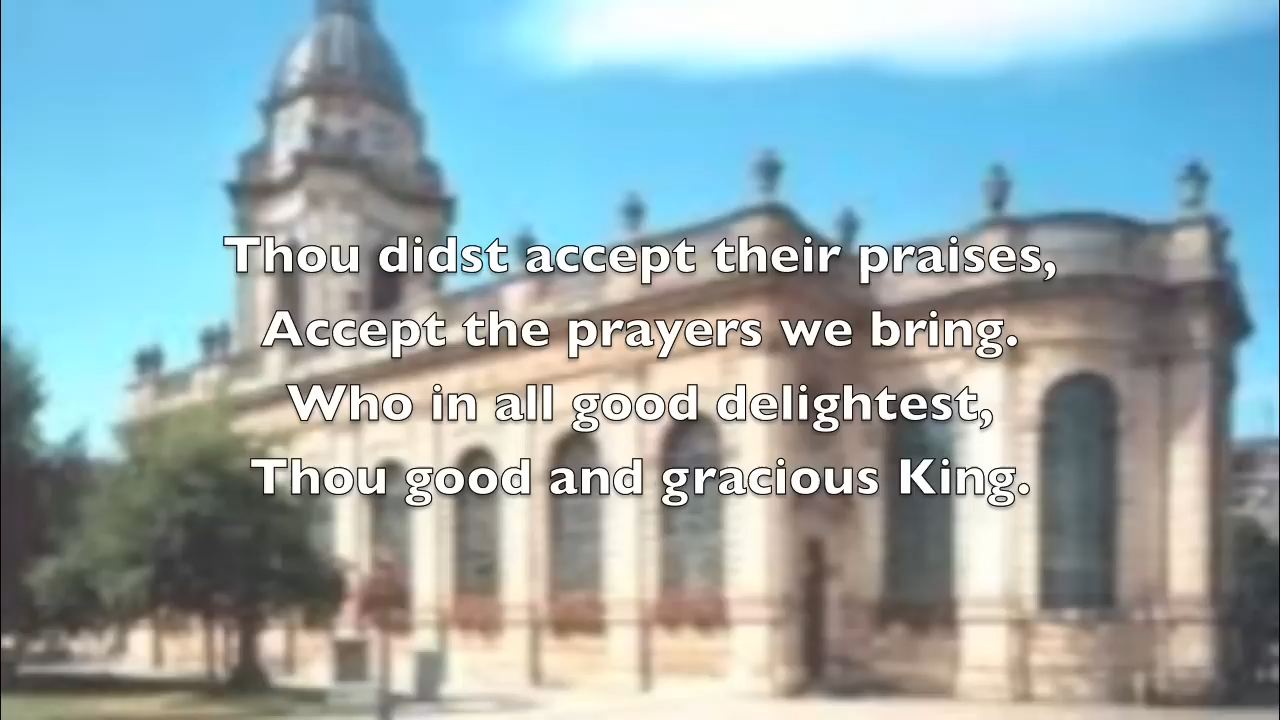 Thou didst accept their praises,
Accept the prayers we bring.
Who in all good delightest,
Thou good and gracious King.